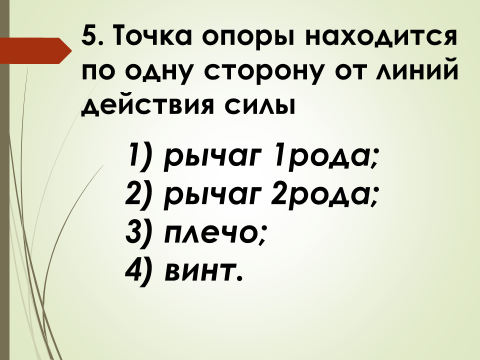 5. Точка опоры находится
по одну сторону от линий
действия силы
1) рычаг 1рода;
2) рычаг 2рода;
3) плечо;
4) винт.